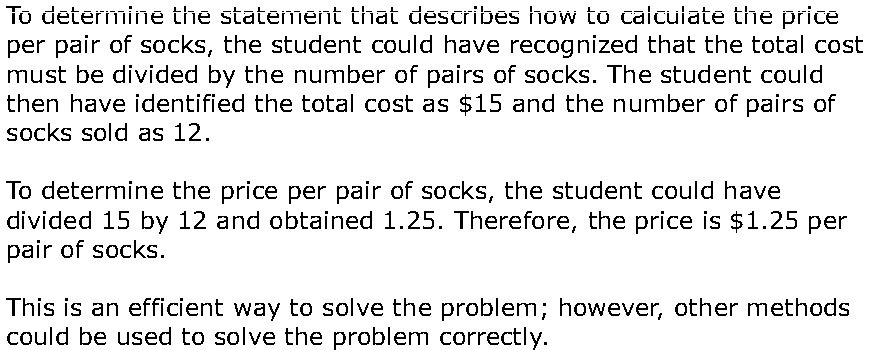 To determine the statement that describes how to calculate the price
per pair of socks, the student could have recognized that the total cost
must be divided by the number of pairs of socks. The student could
then have identified the total cost as $15 and the number of pairs of
socks sold as 12.
To determine the price per pair of socks, the student could have
divided 15 by 12 and obtained 1.25. Therefore, the price is $1.25 per
pair of socks.
This is an efficient way to solve the problem; however, other methods
could be used to solve the problem correctly.